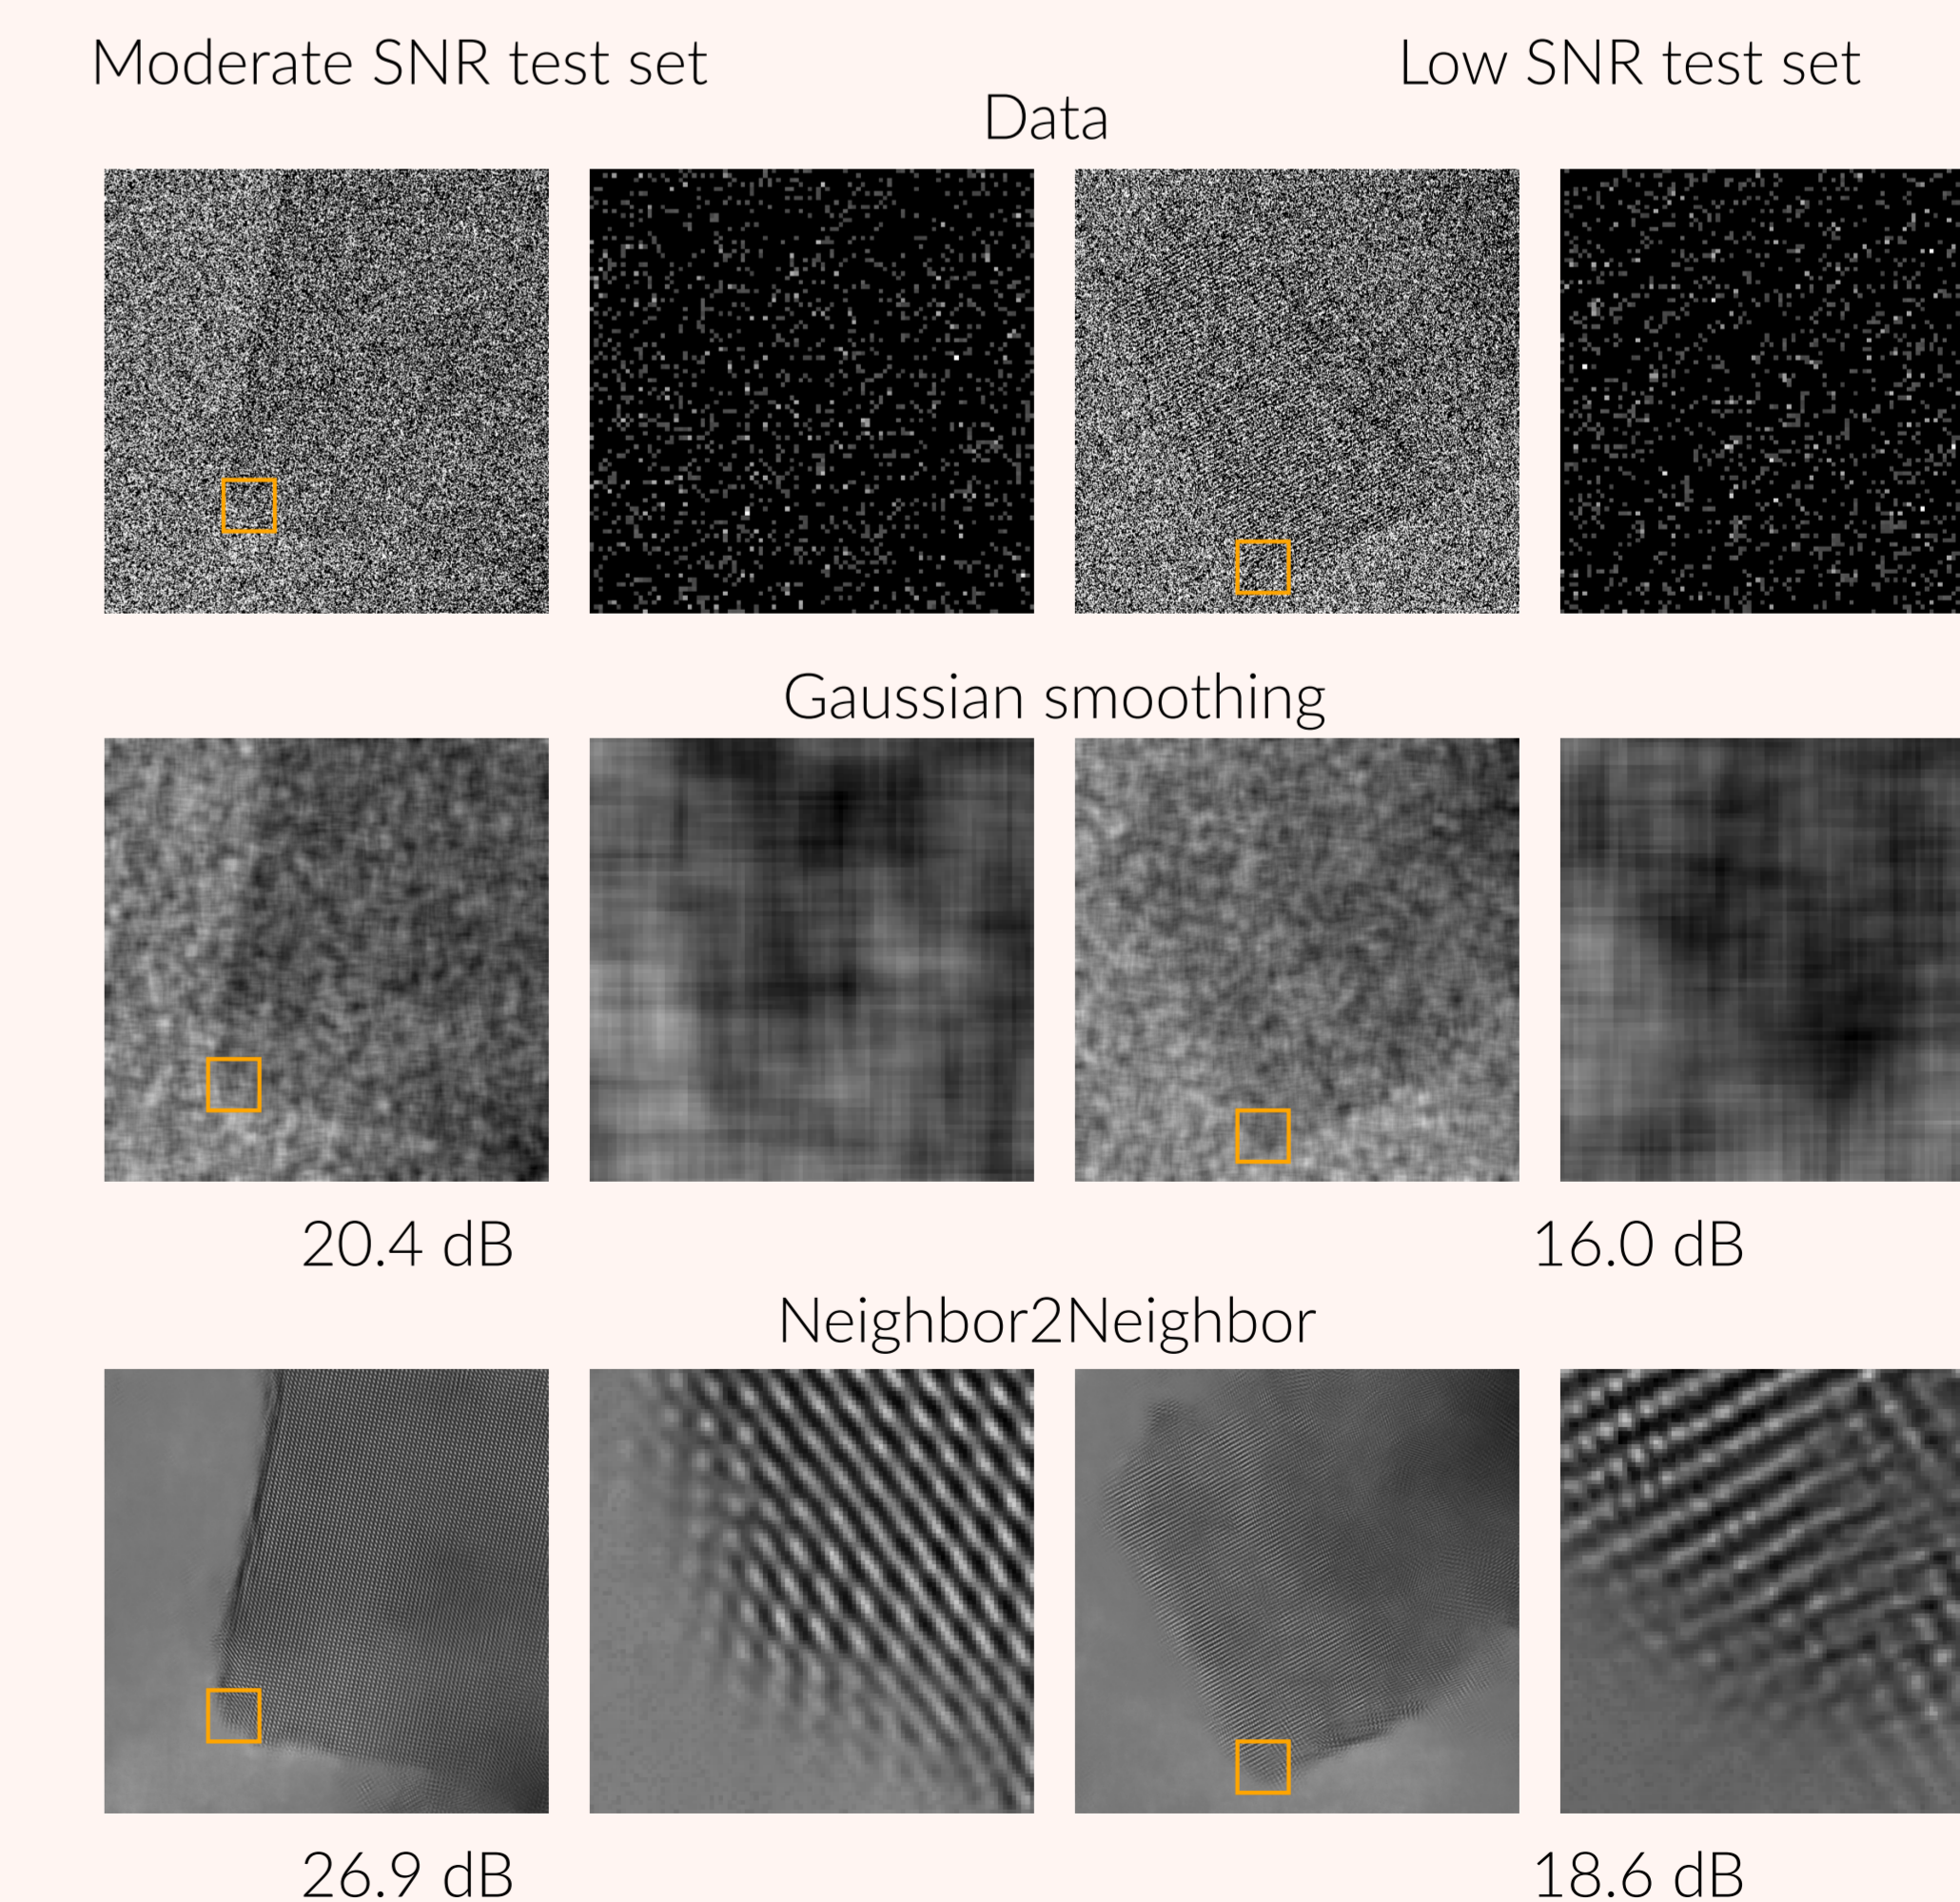 Moderate SNR test set
Low SNR test set
Data
Gaussian smoothing
20.4 dB
16.0 dB
Neighbor2Neighbor
26.9 dB
18.6 dB